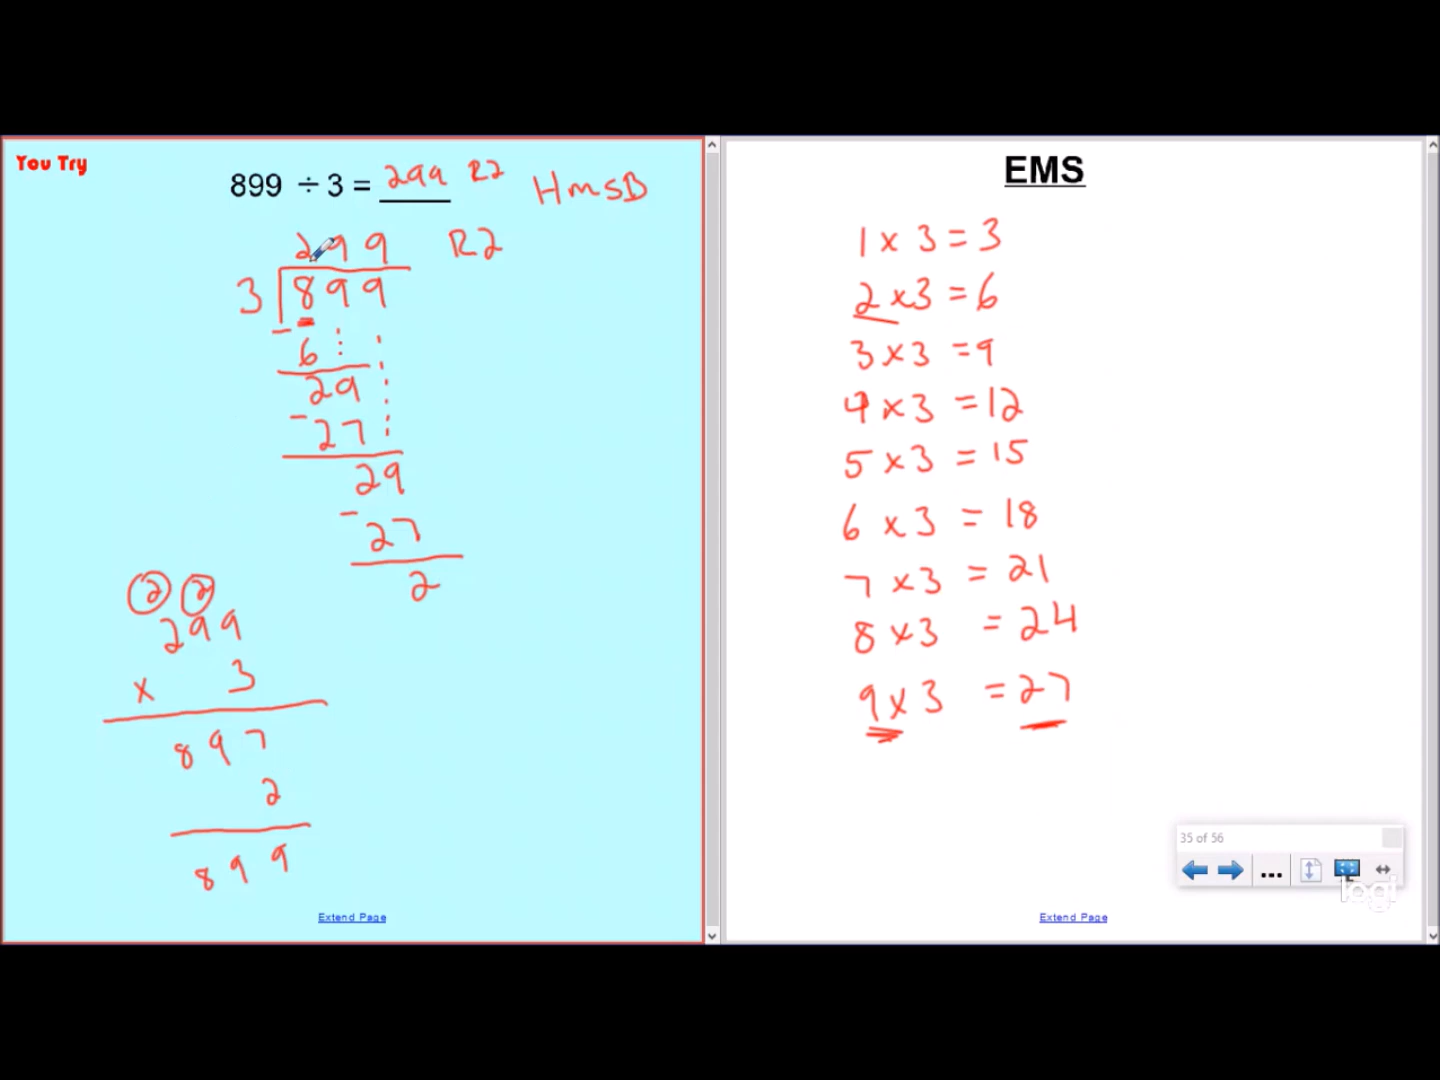 You Try
899 ÷ 3 = 299 R2 HmSB
299 R2
3 899
- 6
29
- 27
29
- 27
2
2 2
299
x 3
897
2
899
Extend Page
EMS
1 x 3 = 3
2 x 3 = 6
3 x 3 = 9
4 x 3 = 12
5 x 3 = 15
6 x 3 = 18
7 x 3 = 21
8 x 3 = 24
9 x 3 = 27
35 of 56
...
logi
Extend Page